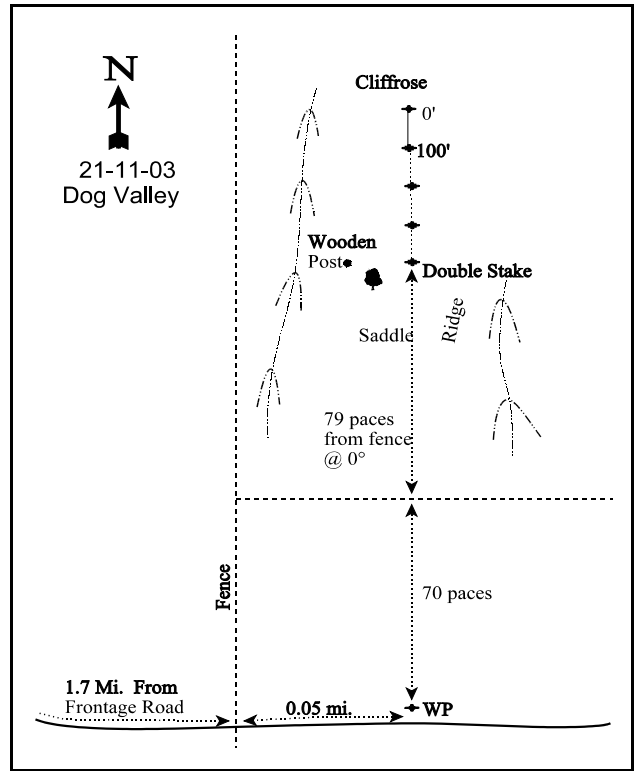 N
21-11-03
Dog Valley
Cliffrose
0'
100'
Wooden
Post
Double Stake
Saddle
Ridge
79 paces
from fence
@ 0°
Fence
70 paces
1.7 Mi. From
Frontage Road
0.05 mi.
WP